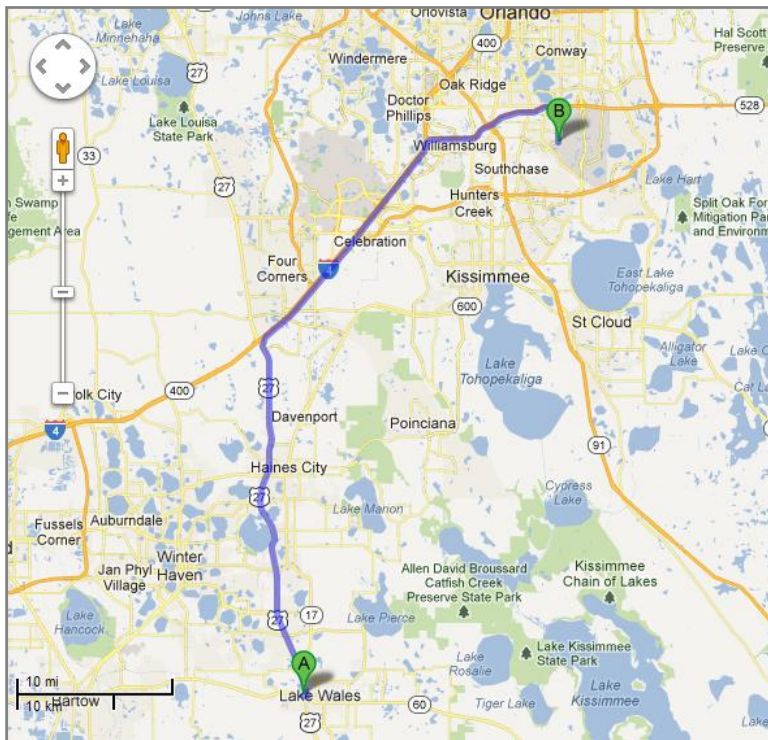 Orlovista
Orlando
Lake
Minnehaha
Johns Lake
400
Conway
Hal Scott
Preserve
Windermere
Lake Louisa
27
Oak Ridge
Doctor
Phillips
B
528
Lake Louisa
State Park
33
Williamsburg
Southchase
27
Lake Hart
Hunters
Creek
Split Oak For
Mitigation Par
and Environm
n Swamp
fe
gement Area
Celebration
Four
Corners
4
Kissimmee
East Lake
Tohopekaliga
600
St Cloud
Lake
Tohopekaliga
Alligator
Lake
Lake C
Cat La
400
olk City
27
Davenport
Poinciana
4
91
Haines City
27
Cypress
Lake
Lake Marion
Fussels
Corner
Auburndale
Winter
Haven
Jan Phyl
Village
Allen David Broussard
Catfish Creek
Preserve State Park
Kissimmee
Chain of Lakes
Lake
Hancock
27
17
Lake Pierce
Lake Kissimmee
State Park
Lake
Rosalie
A
10 mi
10 km
Bartow
Lake Wales
60
Tiger Lake
Lake
Kissimmee
27